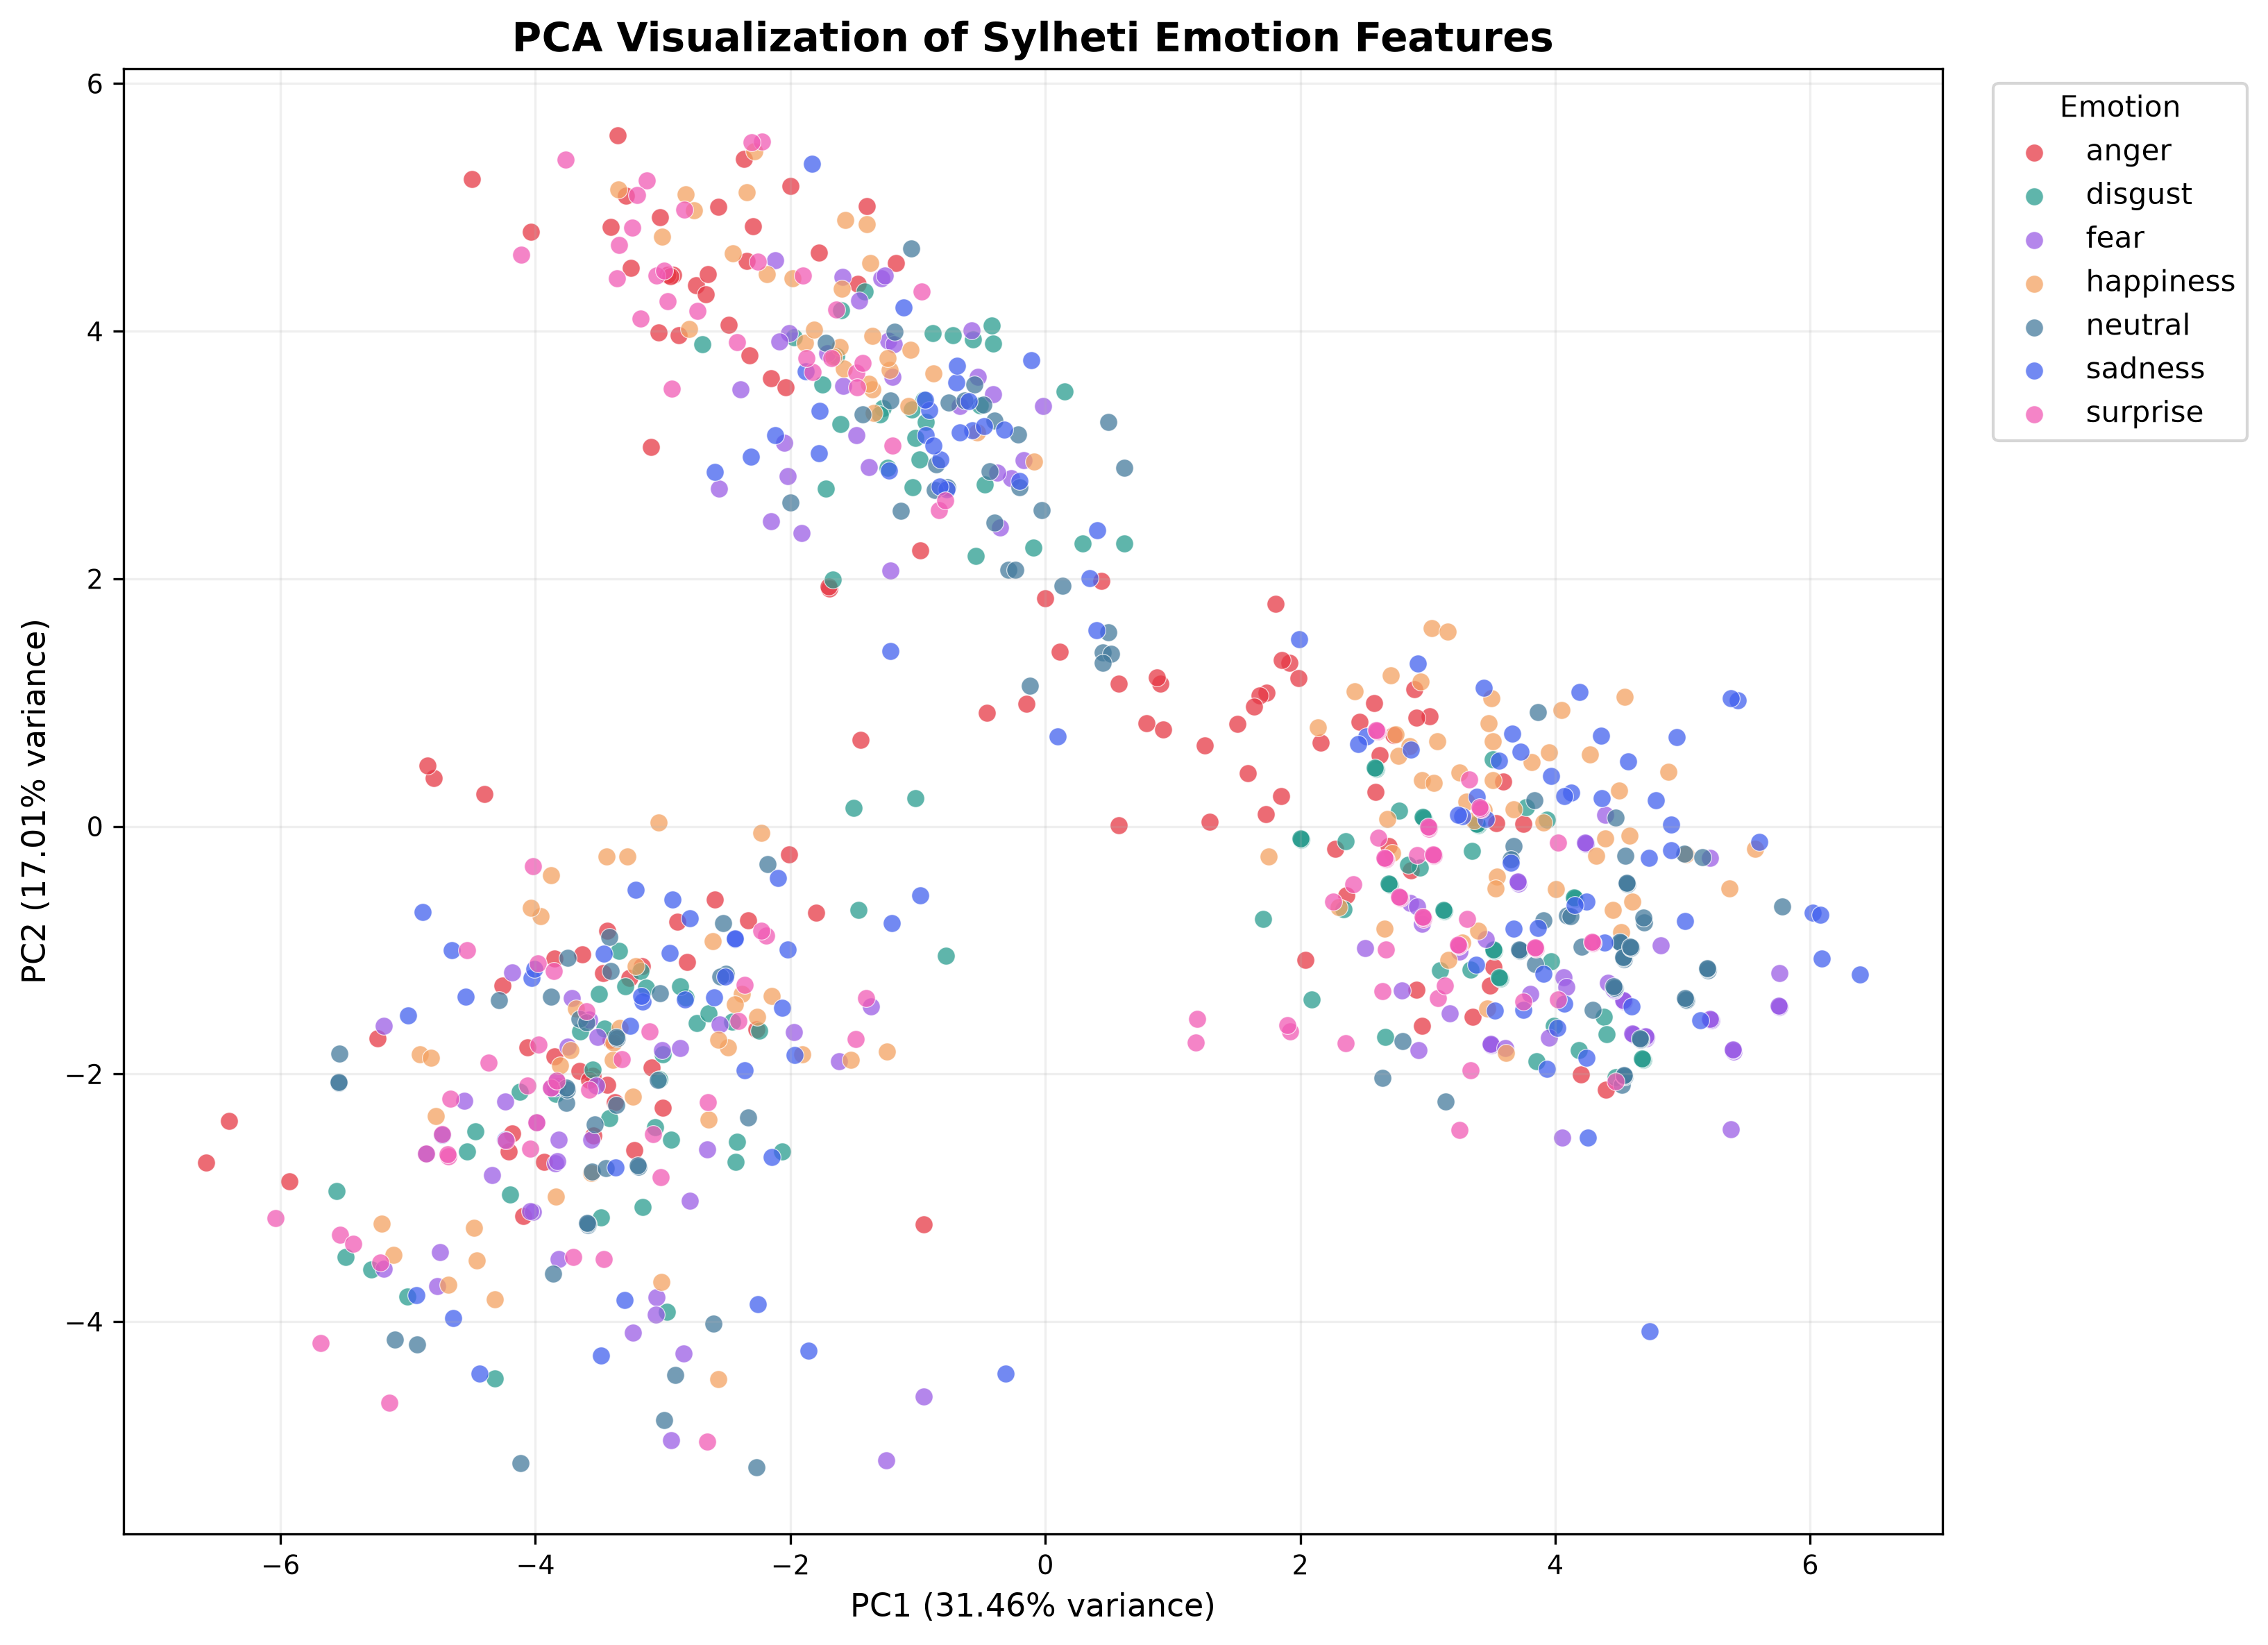 PCA Visualization of Sylheti Emotion Features
Emotion
anger
disgust
fear
happiness
neutral
sadness
surprise
PC2 (17.01% variance)
6
4
2
0
−2
−4
−6
−4
−2
0
2
4
6
PC1 (31.46% variance)